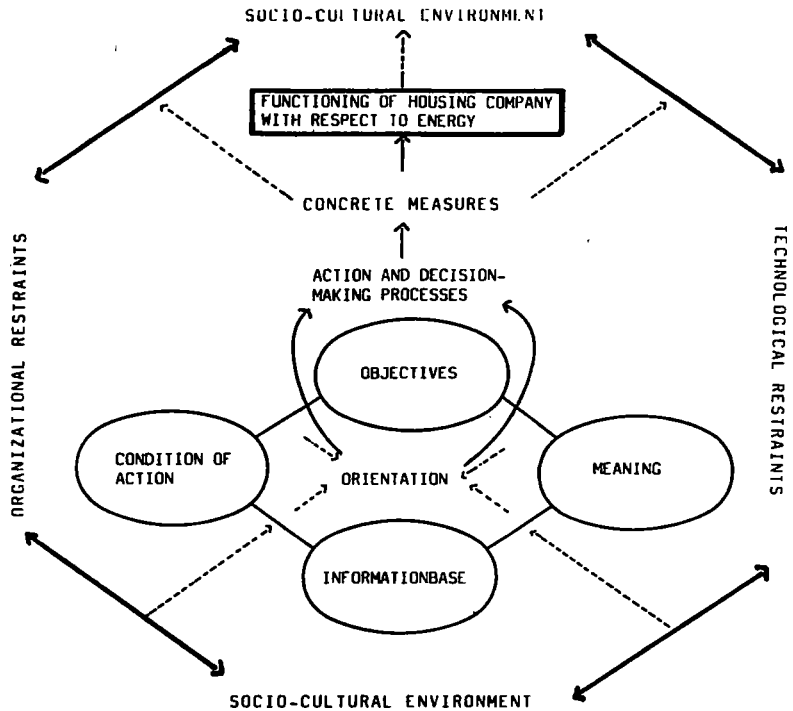 SOCIO-CULTURAL ENVIRONMENT
FUNCTIONING OF HOUSING COMPANY
WITH RESPECT TO ENERGY
CONCRETE MEASURES
ORGANIZATIONAL RESTRAINTS
TECHNOLOGICAL RESTRAINTS
ACTION AND DECISION-
MAKING PROCESSES
OBJECTIVES
CONDITION OF
ACTION
ORIENTATION
MEANING
INFORMATIONBASE
SOCIO-CULTURAL ENVIRONMENT